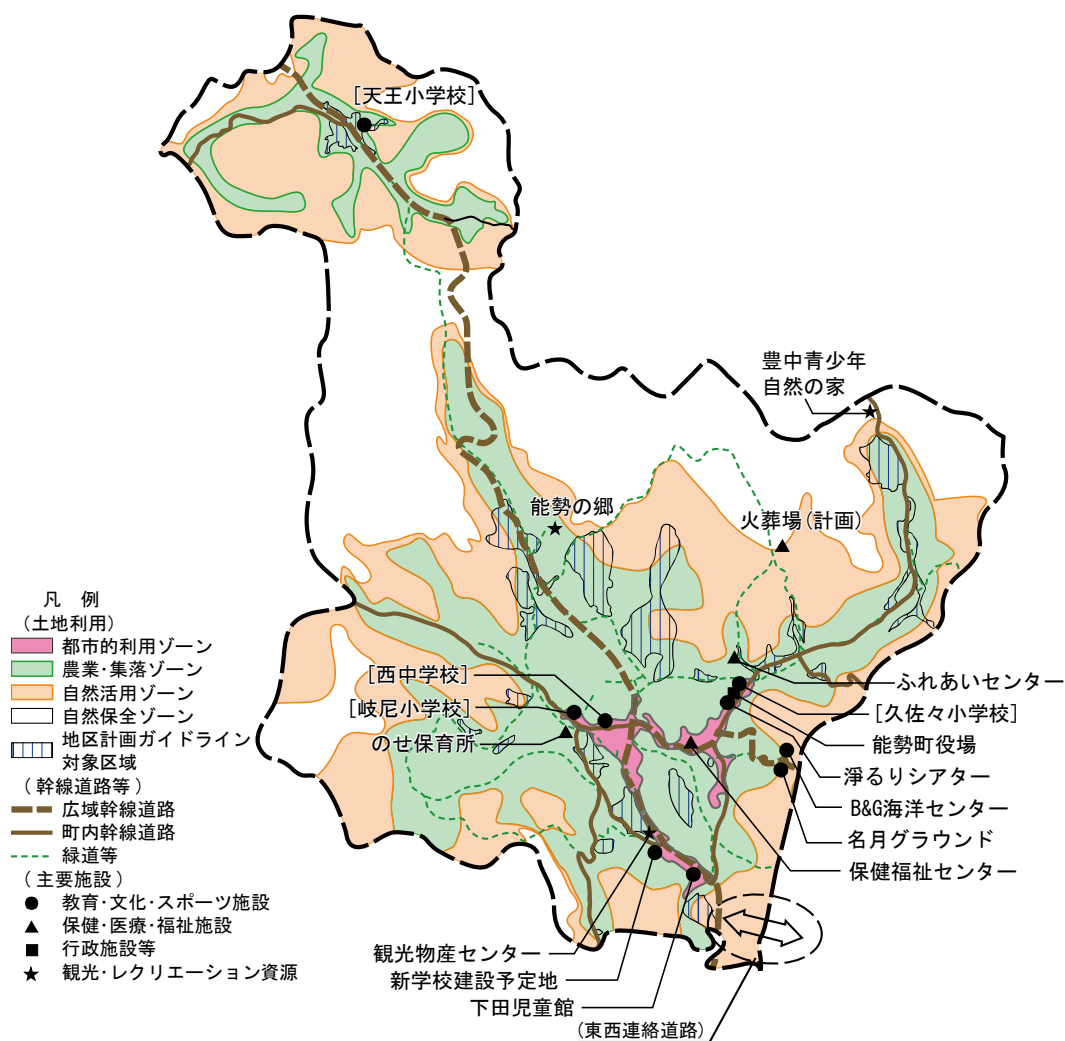 [天王小学校]
豊中青少年
自然の家
能勢の郷
火葬場(計画)
凡 例
(土地利用)
都市的利用ゾーン
農業・集落ゾーン
自然活用ゾーン
自然保全ゾーン
地区計画ガイドライン
対象区域
(幹線道路等)
広域幹線道路
町内幹線道路
緑道等
(主要施設)
教育・文化・スポーツ施設
保健・医療・福祉施設
行政施設等
観光・レクリエーション資源
[西中学校]
[岐尼小学校]
のせ保育所
ふれあいセンター
[久佐々小学校]
能勢町役場
淨るりシアター
B&G海洋センター
名月グラウンド
保健福祉センター
観光物産センター
新学校建設予定地
下田児童館
(東西連絡道路)